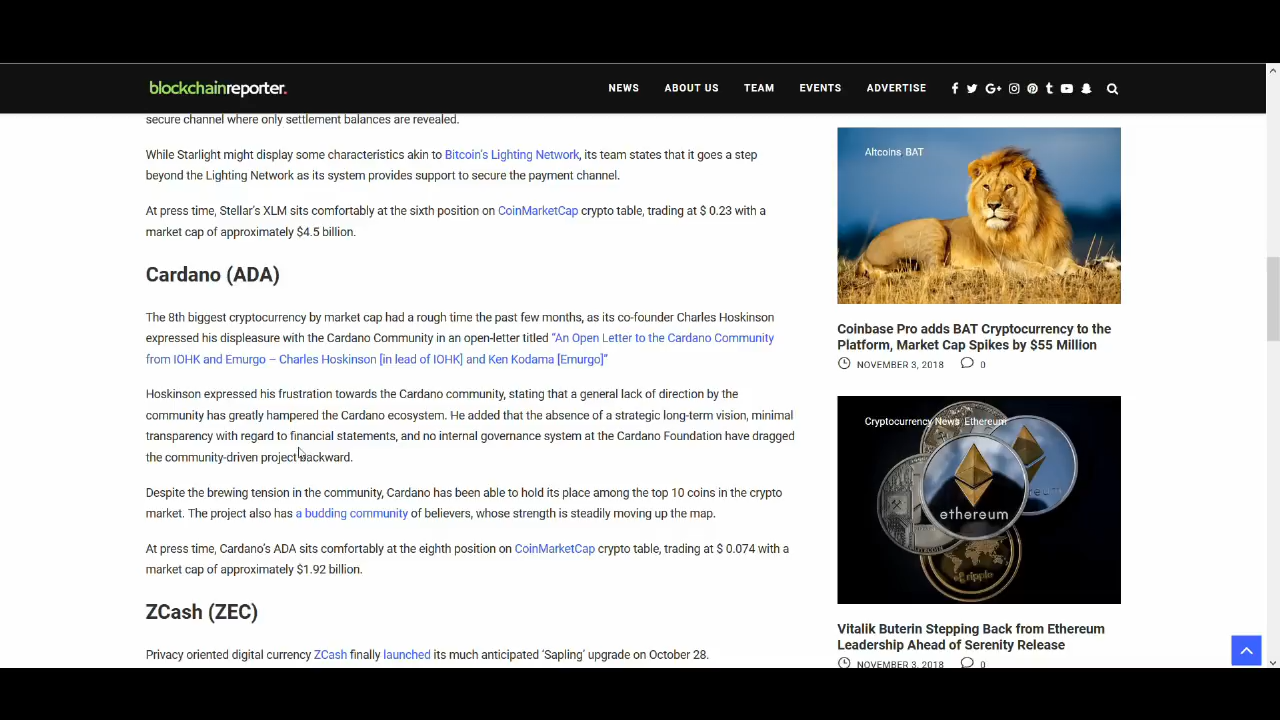 blockchainreporter.
NEWS ABOUT US TEAM EVENTS ADVERTISE
secure channel where only settlement balances are revealed.
While Starlight might display some characteristics akin to Bitcoin's Lighting Network, its team states that it goes a step
beyond the Lighting Network as its system provides support to secure the payment channel.
At press time, Stellar's XLM sits comfortably at the sixth position on CoinMarketCap crypto table, trading at $ 0.23 with a
market cap of approximately $4.5 billion.
Cardano (ADA)
The 8th biggest cryptocurrency by market cap had a rough time the past few months, as its co-founder Charles Hoskinson
expressed his displeasure with the Cardano Community in an open-letter titled “An Open Letter to the Cardano Community
from IOHK and Emurgo – Charles Hoskinson [in lead of IOHK] and Ken Kodama [Emurgo]”
Hoskinson expressed his frustration towards the Cardano community, stating that a general lack of direction by the
community has greatly hampered the Cardano ecosystem. He added that the absence of a strategic long-term vision, minimal
transparency with regard to financial statements, and no internal governance system at the Cardano Foundation have dragged
the community-driven project backward.
Despite the brewing tension in the community, Cardano has been able to hold its place among the top 10 coins in the crypto
market. The project also has a budding community of believers, whose strength is steadily moving up the map.
At press time, Cardano's ADA sits comfortably at the eighth position on CoinMarketCap crypto table, trading at $ 0.074 with a
market cap of approximately $1.92 billion.
ZCash (ZEC)
Privacy oriented digital currency ZCash finally launched its much anticipated ‘Sapling’ upgrade on October 28.
Altcoins BAT
Coinbase Pro adds BAT Cryptocurrency to the
Platform, Market Cap Spikes by $55 Million
NOVEMBER 3, 2018 0
Cryptocurrency News Ethereum
ethereum
ripple
Vitalik Buterin Stepping Back from Ethereum
Leadership Ahead of Serenity Release
NOVEMBER 3, 2018 0